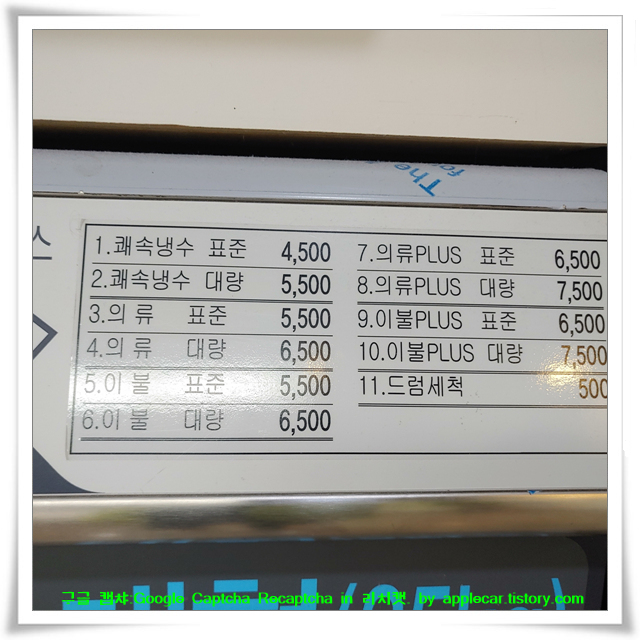 The
for
스
1.쾌속냉수 표준 4,500
2.쾌속냉수 대량 5,500
3.의 류 표준 5,500
4.의 류 대량 6,500
5.이 불 표준 5,500
6.이 불 대량 6,500
7.의류PLUS 표준 6,500
8.의류PLUS 대량 7,500
9.이불PLUS 표준 6,500
10.이불PLUS 대량 7,500
11.드럼세척 500
구글 캡챠:Google Captcha Recaptcha in 리치캣. by applecar.tistory.com